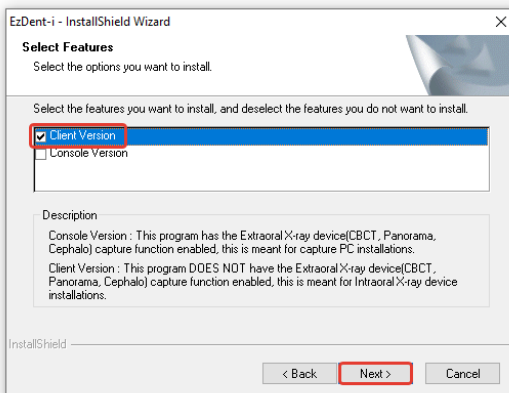 EzDent-i - InstallShield Wizard
Select Features
Select the options you want to install.
Select the features you want to install, and deselect the features you do not want to install.
Client Version
Console Version
Description
Console Version : This program has the Extraoral X-ray device(CBCT, Panorama,
Cephalo) capture function enabled, this is meant for capture PC installations.
Client Version : This program DOES NOT have the Extraoral X-ray device(CBCT,
Panorama, Cephalo) capture function enabled, this is meant for Intraoral X-ray device
installations.
InstallShield
< Back Next > Cancel